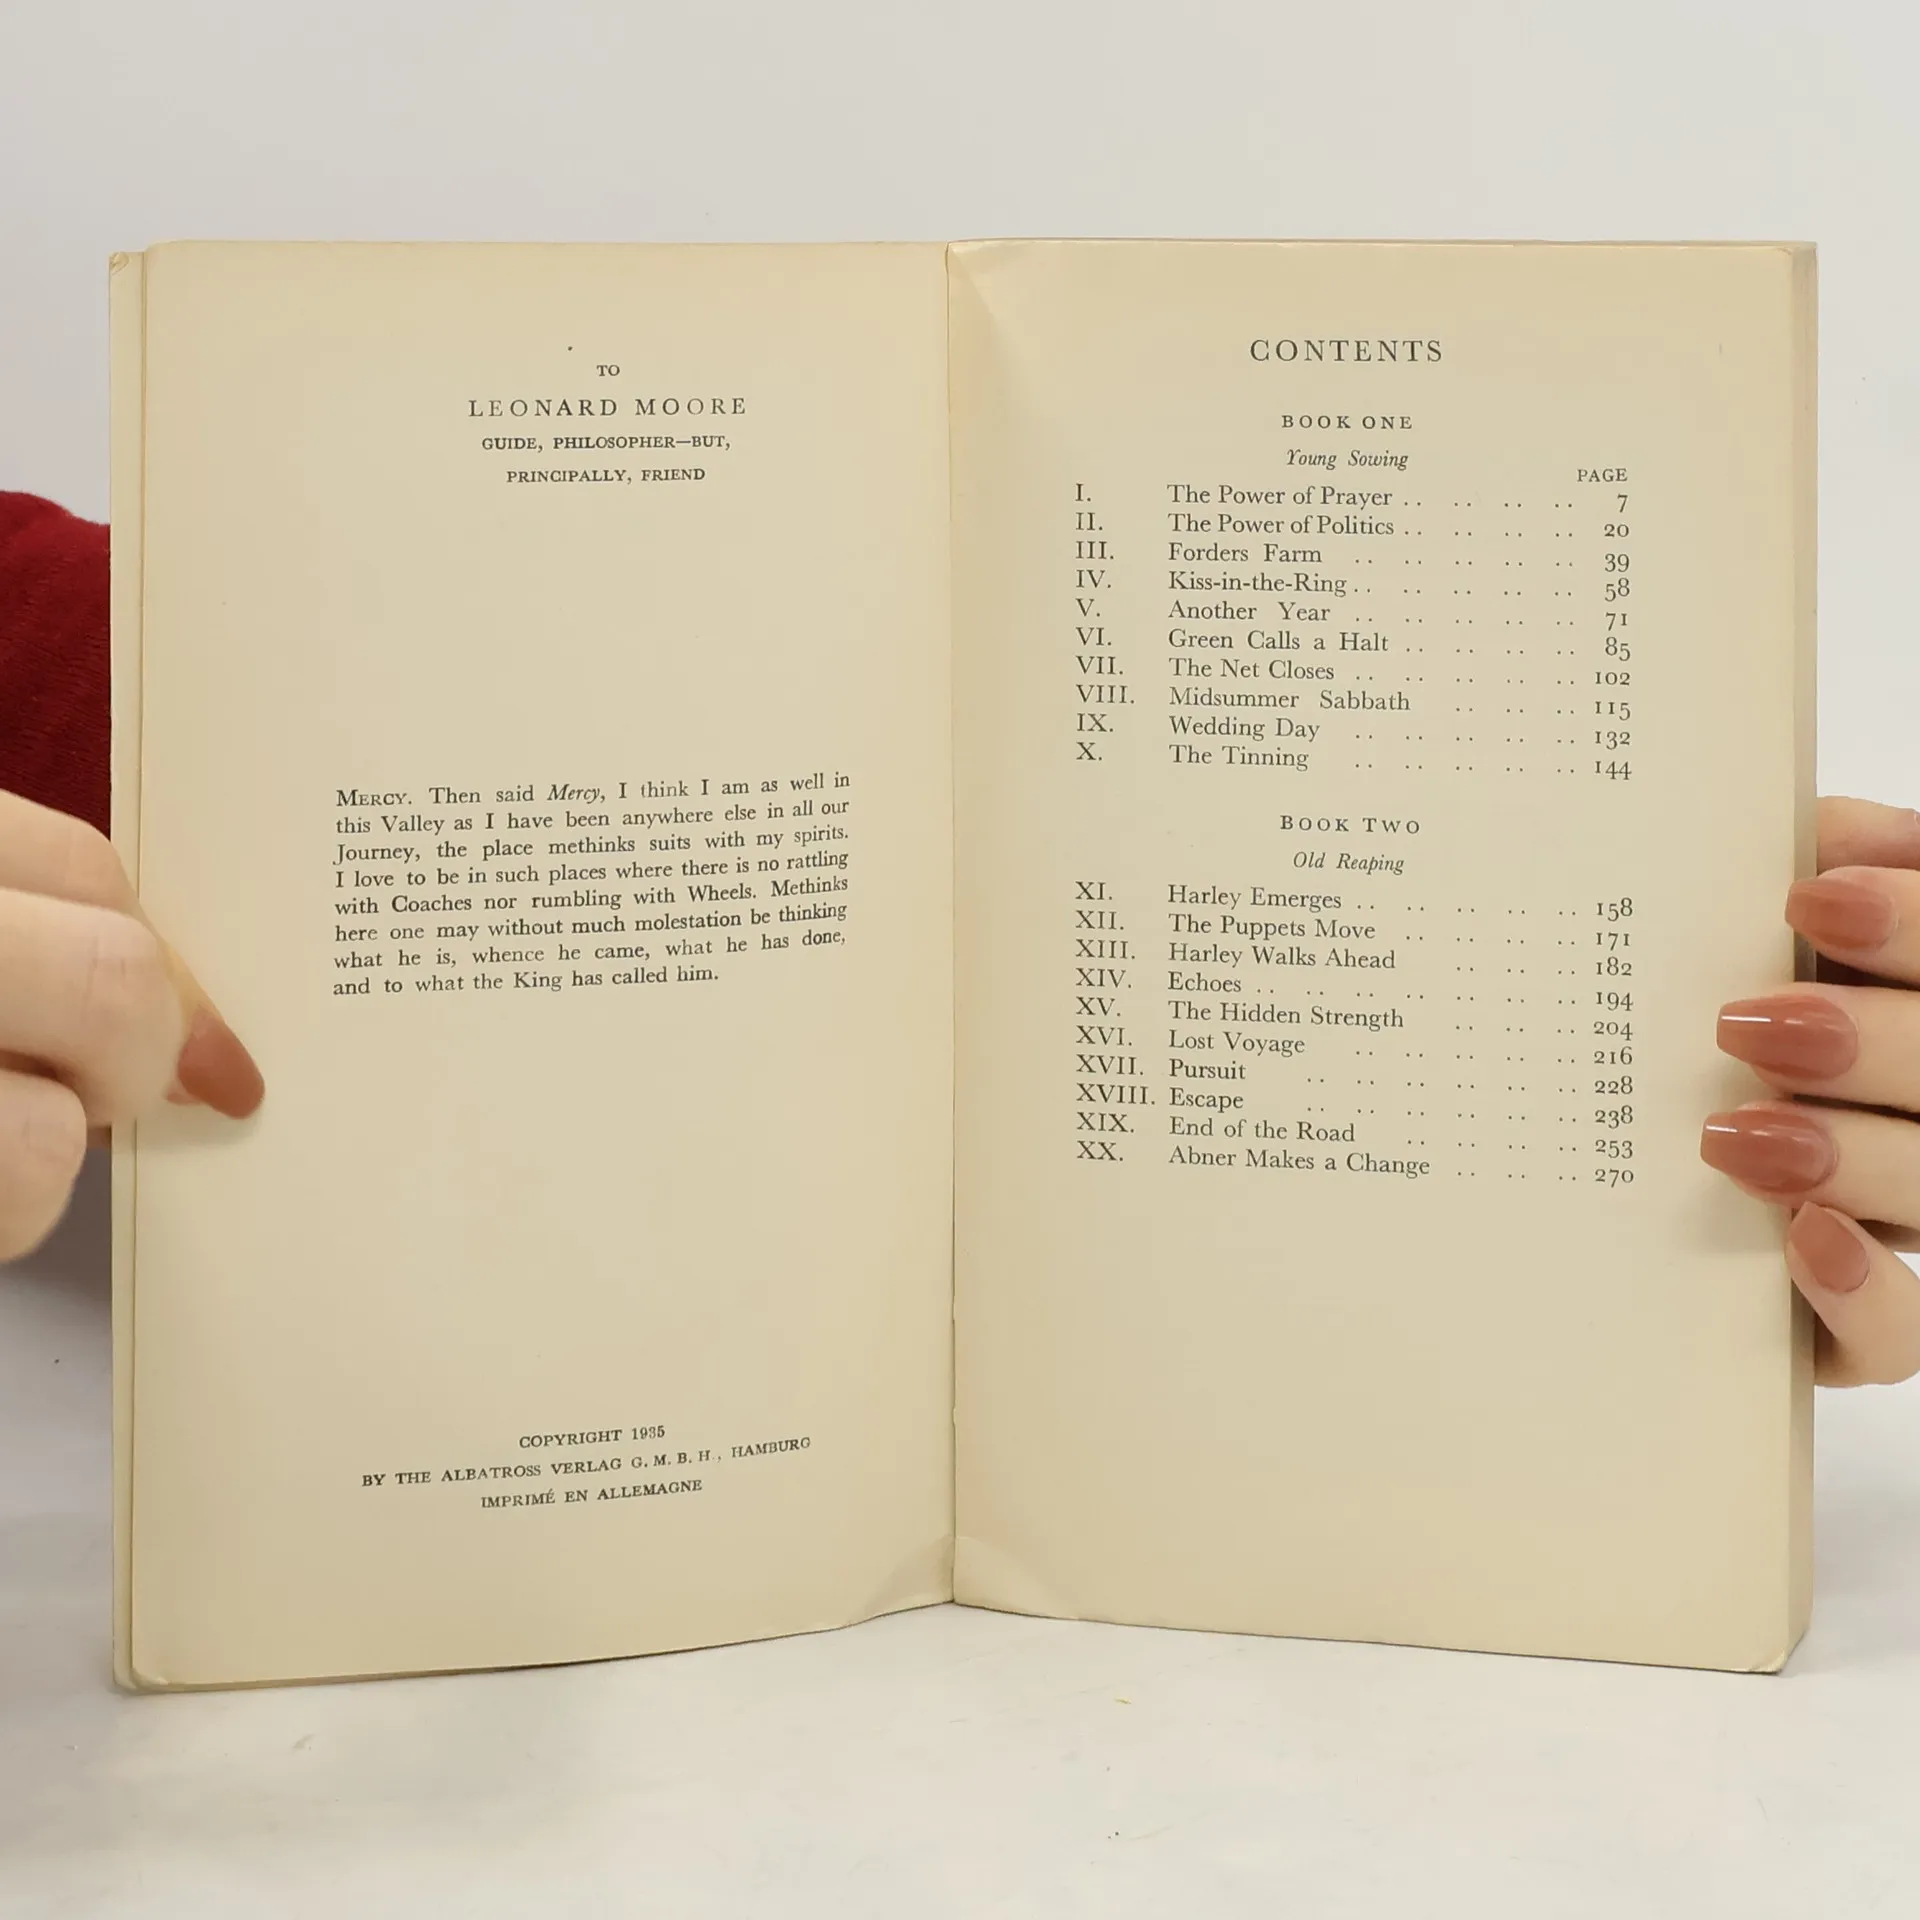 TO
LEONARD MOORE
GUIDE, PHILOSOPHER—BUT,
PRINCIPALLY, FRIEND
MERCY. Then said Mercy, I think I am as well in
this Valley as I have been anywhere else in all our
Journey, the place methinks suits with my spirits.
I love to be in such places where there is no rattling
with Coaches nor rumbling with Wheels. Methinks
here one may without much molestation be thinking
what he is, whence he came, what he has done,
and to what the King has called him.
COPYRIGHT 1935
BY THE ALBATROSS VERLAG G. M. B. H., HAMBURG
IMPRIMÉ EN ALLEMAGNE
CONTENTS
BOOK ONE
Young Sowing
PAGE
I. The Power of Prayer .. .. .. .. 7
II. The Power of Politics .. .. .. .. 20
III. Forders Farm .. .. .. .. .. 39
IV. Kiss-in-the-Ring .. .. .. .. .. 58
V. Another Year .. .. .. .. .. 71
VI. Green Calls a Halt .. .. .. .. 85
VII. The Net Closes .. .. .. .. .. 102
VIII. Midsummer Sabbath .. .. .. 115
IX. Wedding Day .. .. .. .. .. 132
X. The Tinning .. .. .. .. .. 144
BOOK TWO
Old Reaping
XI. Harley Emerges .. .. .. .. .. 158
XII. The Puppets Move .. .. .. .. 171
XIII. Harley Walks Ahead .. .. .. 182
XIV. Echoes .. .. .. .. .. .. .. 194
XV. The Hidden Strength .. .. .. 204
XVI. Lost Voyage .. .. .. .. .. 216
XVII. Pursuit .. .. .. .. .. .. 228
XVIII. Escape .. .. .. .. .. .. 238
XIX. End of the Road .. .. .. .. 253
XX. Abner Makes a Change .. .. .. 270